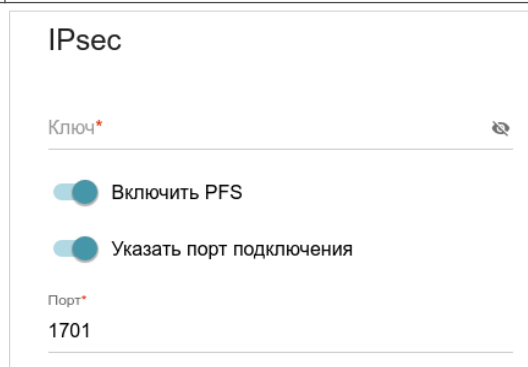 IPsec
Ключ*
Включить PFS
Указать порт подключения
Порт*
1701